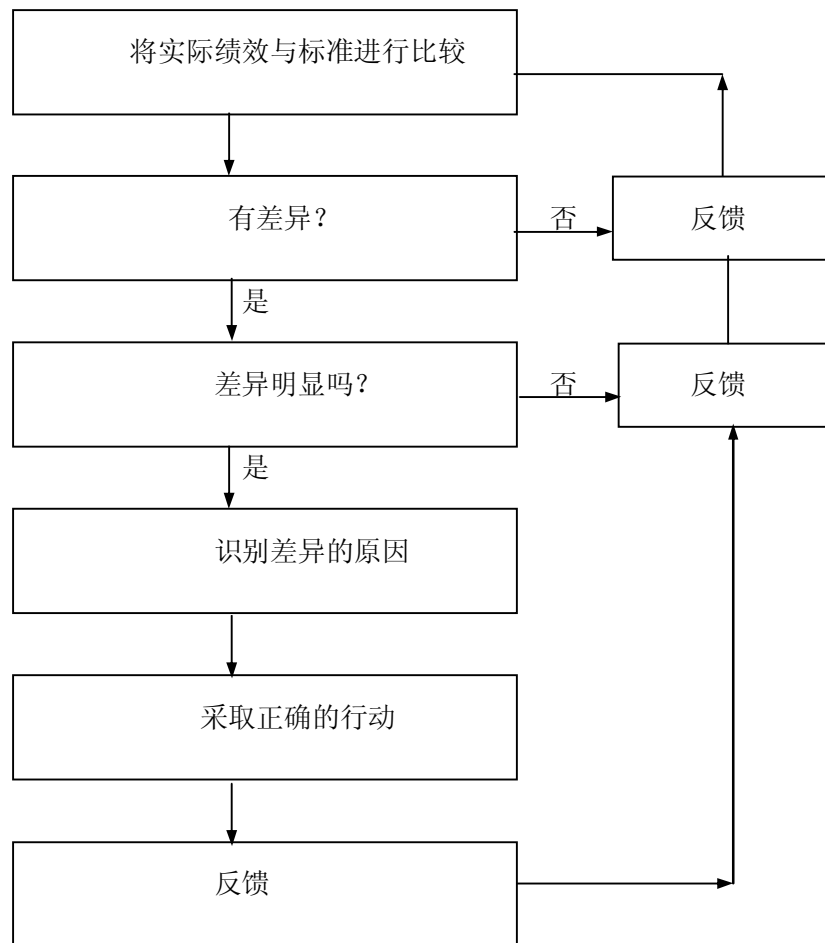 将实际绩效与标准进行比较
有差异？
否
反馈
是
差异明显吗？
否
反馈
是
识别差异的原因
采取正确的行动
反馈